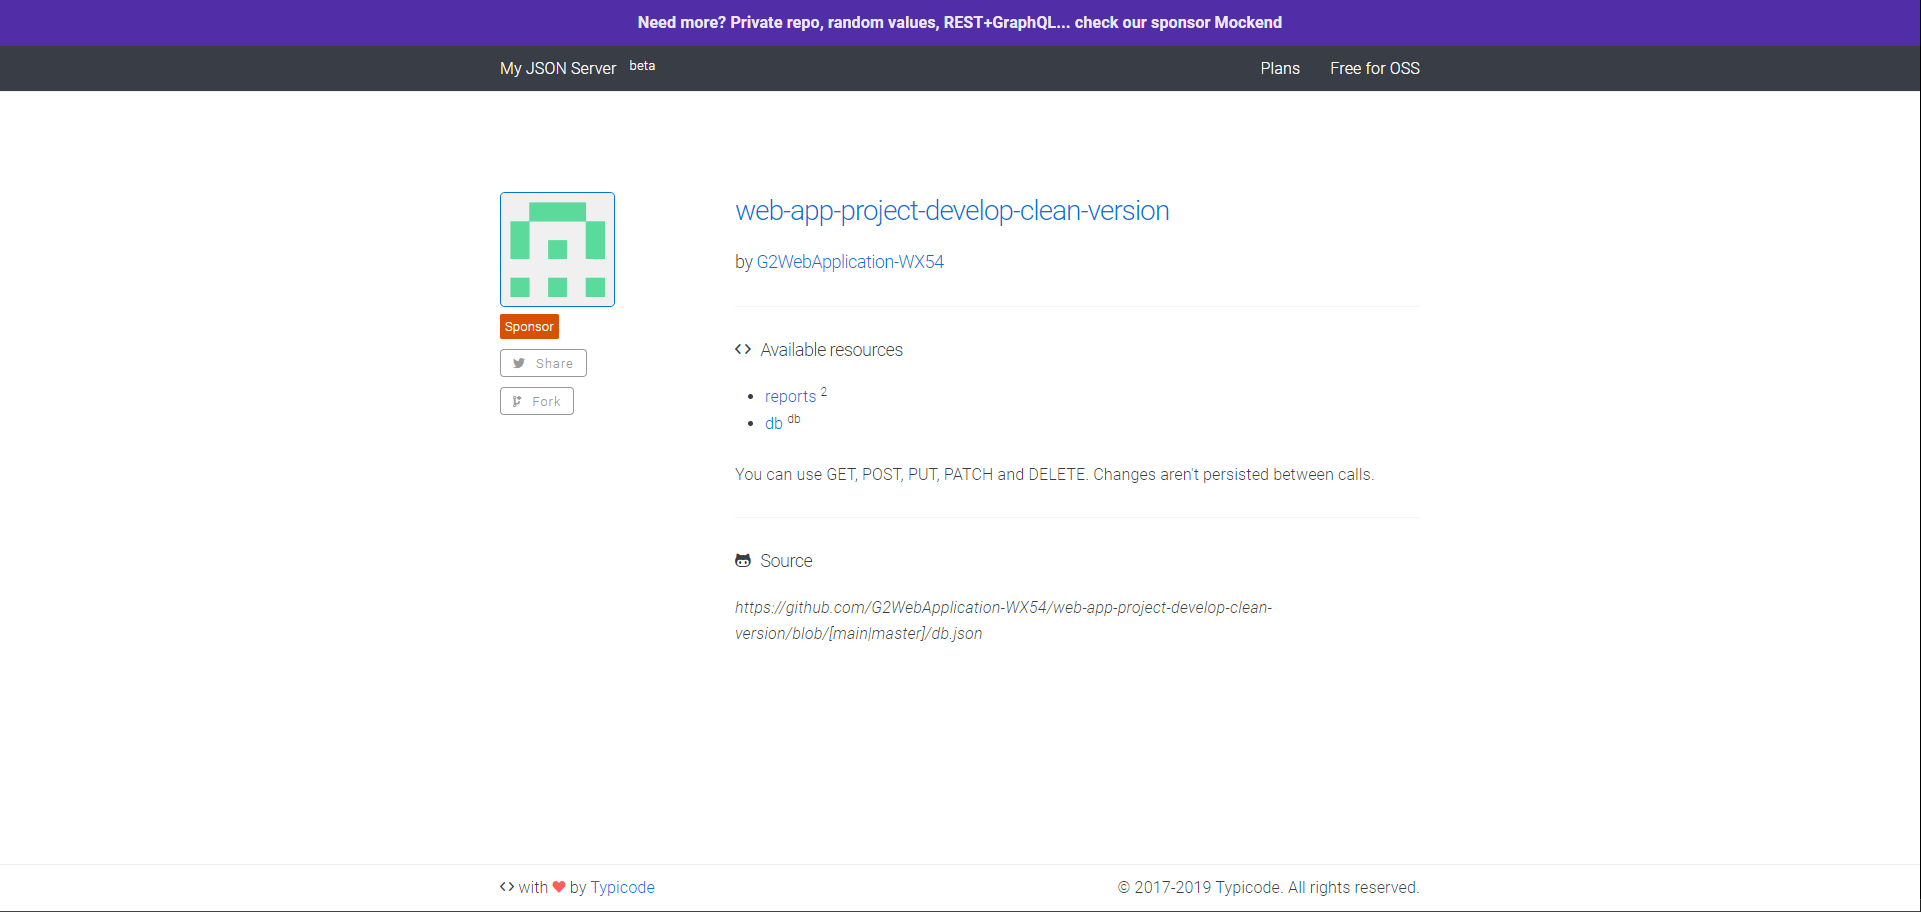 Need more? Private repo, random values, REST+GraphQL... check our sponsor Mockend
My JSON Server beta
Plans
Free for OSS
web-app-project-develop-clean-version
by G2WebApplication-WX54
Sponsor
Share
Fork
Available resources
reports 2
db db
You can use GET, POST, PUT, PATCH and DELETE. Changes aren't persisted between calls.
Source
https://github.com/G2WebApplication-WX54/web-app-project-develop-clean-
version/blob/[main|master]/db.json
with by Typicode
© 2017-2019 Typicode. All rights reserved.